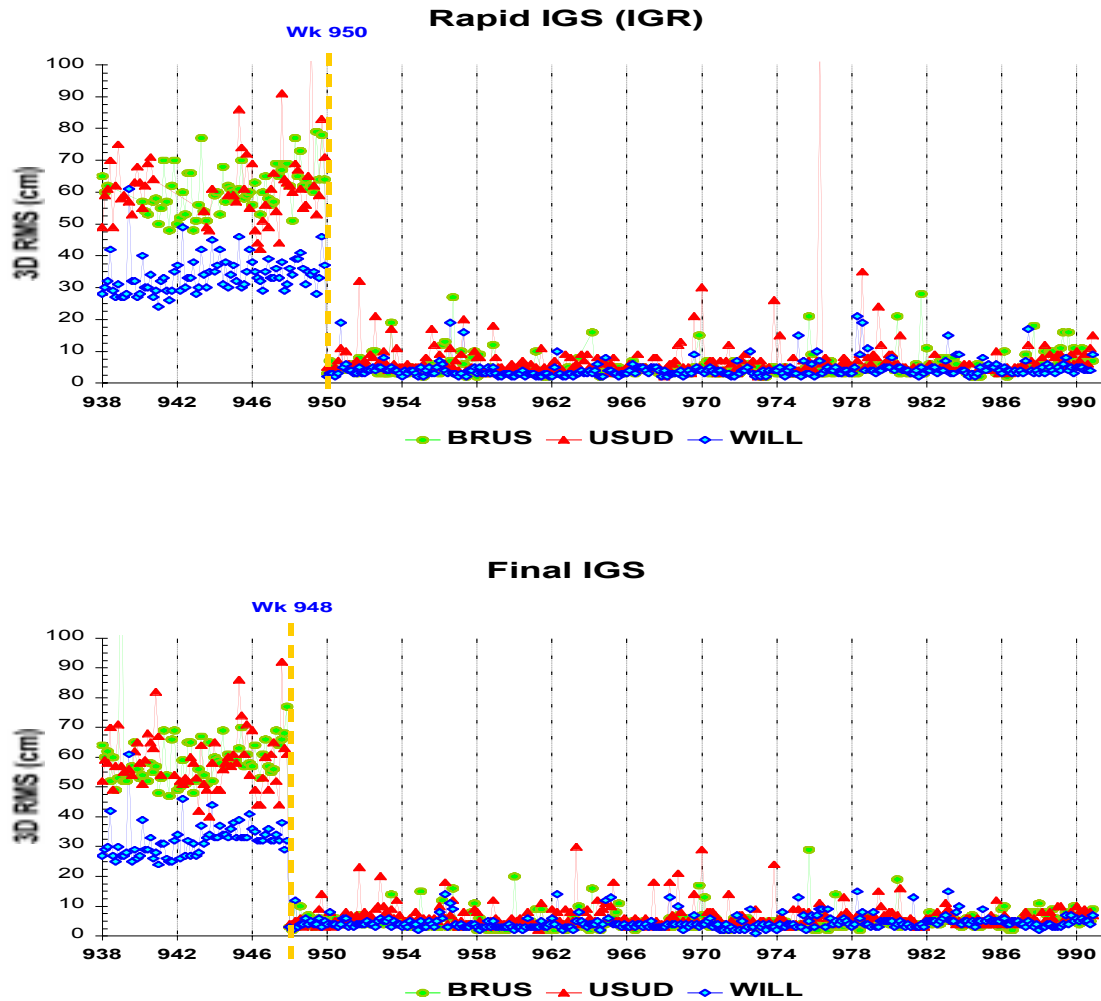 Rapid IGS (IGR)
Wk 950
3D RMS (cm)
100
90
80
70
60
50
40
30
20
10
0
938 942 946 950 954 958 962 966 970 974 978 982 986 990
BRUS USUD WILL
Final IGS
Wk 948
3D RMS (cm)
100
90
80
70
60
50
40
30
20
10
0
938 942 946 950 954 958 962 966 970 974 978 982 986 990
BRUS USUD WILL